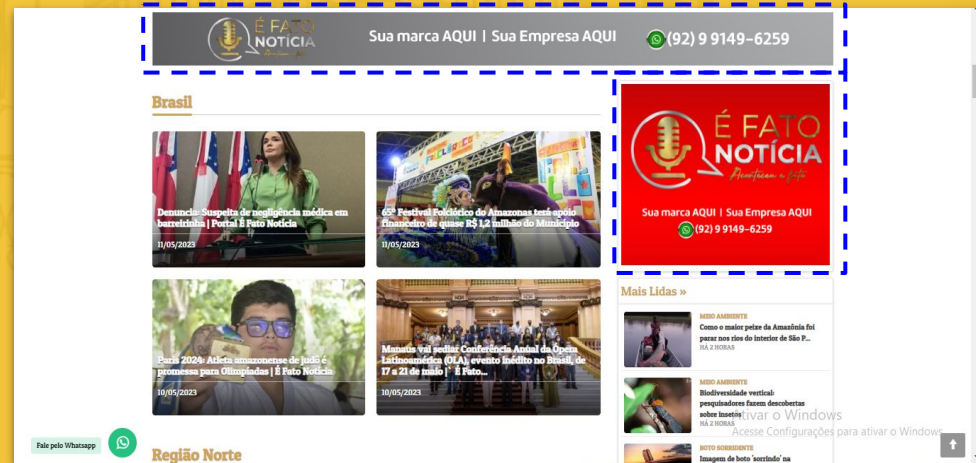 É FATO
NOTÍCIA
Aconteceu é fato
Sua marca AQUI | Sua Empresa AQUI
(92) 9 9149-6259
Brasil
Denuncia: Suspeita de negligência médica em
barreirinha | Portal É Fato Notícia
11/05/2023
65º Festival Folclórico do Amazonas terá apoio
financeiro de quase R$ 1,2 milhão do Município
11/05/2023
Paris 2024: Atleta amazonense de judô é
promessa para Olimpíadas | É Fato Notícia
10/05/2023
Manaus vai sediar Conferência Anual da Ópera
Latinoamérica (OLA), evento inédito no Brasil, de
17 a 21 de maio | É Fato...
10/05/2023
Região Norte
É FATO
NOTÍCIA
Aconteceu é fato
Sua marca AQUI | Sua Empresa AQUI
(92) 9 9149-6259
Mais Lidas »
MEIO AMBIENTE
Como o maior peixe da Amazônia foi
parar nos rios do interior de São P...
HÁ 2 HORAS
MEIO AMBIENTE
Biodiversidade vertical:
pesquisadores fazem descobertas
sobre insetos
HÁ 2 HORAS
BOTO SORRIDENTE
Imagem de boto 'sorrindo' na
Ativar o Windows
Acesse Configurações para ativar o Windows.
Fale pelo Whatsapp